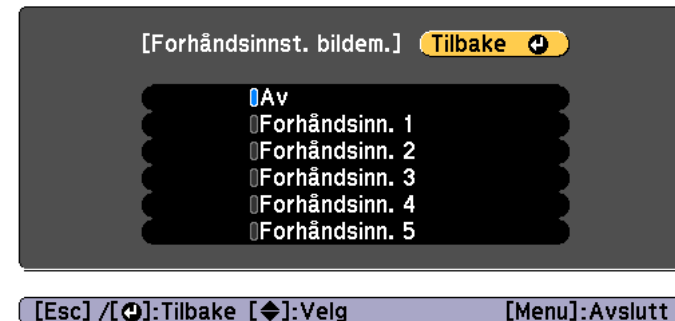 [Forhåndsinnst. bildem.] Tilbake
Av
Forhåndsinn. 1
Forhåndsinn. 2
Forhåndsinn. 3
Forhåndsinn. 4
Forhåndsinn. 5
[Esc] /[⏎]:Tilbake [◆]:Velg [Menu]:Avslutt